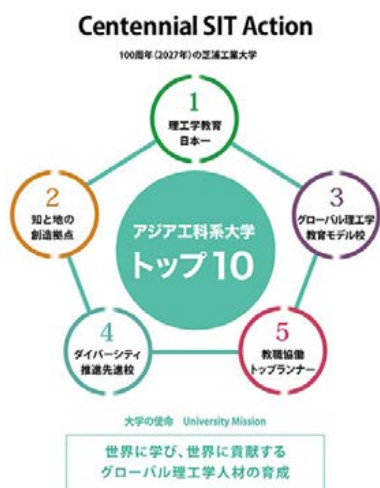 Centennial SIT Action
100周年(2027年)の芝浦工業大学
1
理工学教育
日本一
2
知と地の
創造拠点
3
グローバル理工学
教育モデル校
アジア工科系大学
トップ10
4
ダイバーシティ
推進先進校
5
教職協働
トップランナー
大学の使命 University Mission
世界に学び、世界に貢献する
グローバル理工学人材の育成